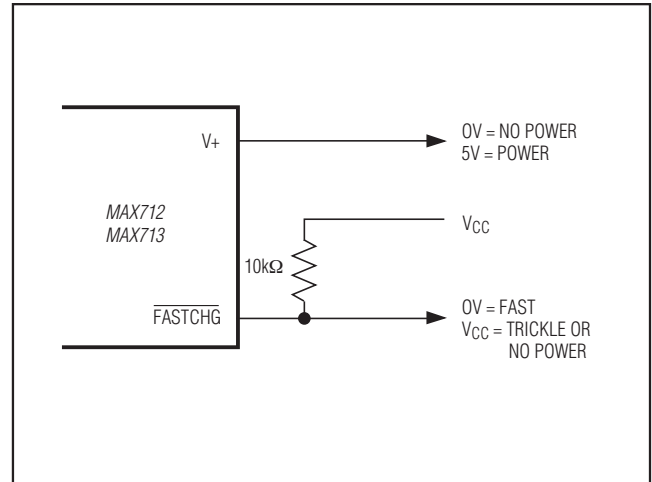 V+
0V = NO POWER
5V = POWER
MAX712
MAX713
VCC
10kΩ
FASTCHG
0V = FAST
VCC = TRICKLE OR
NO POWER